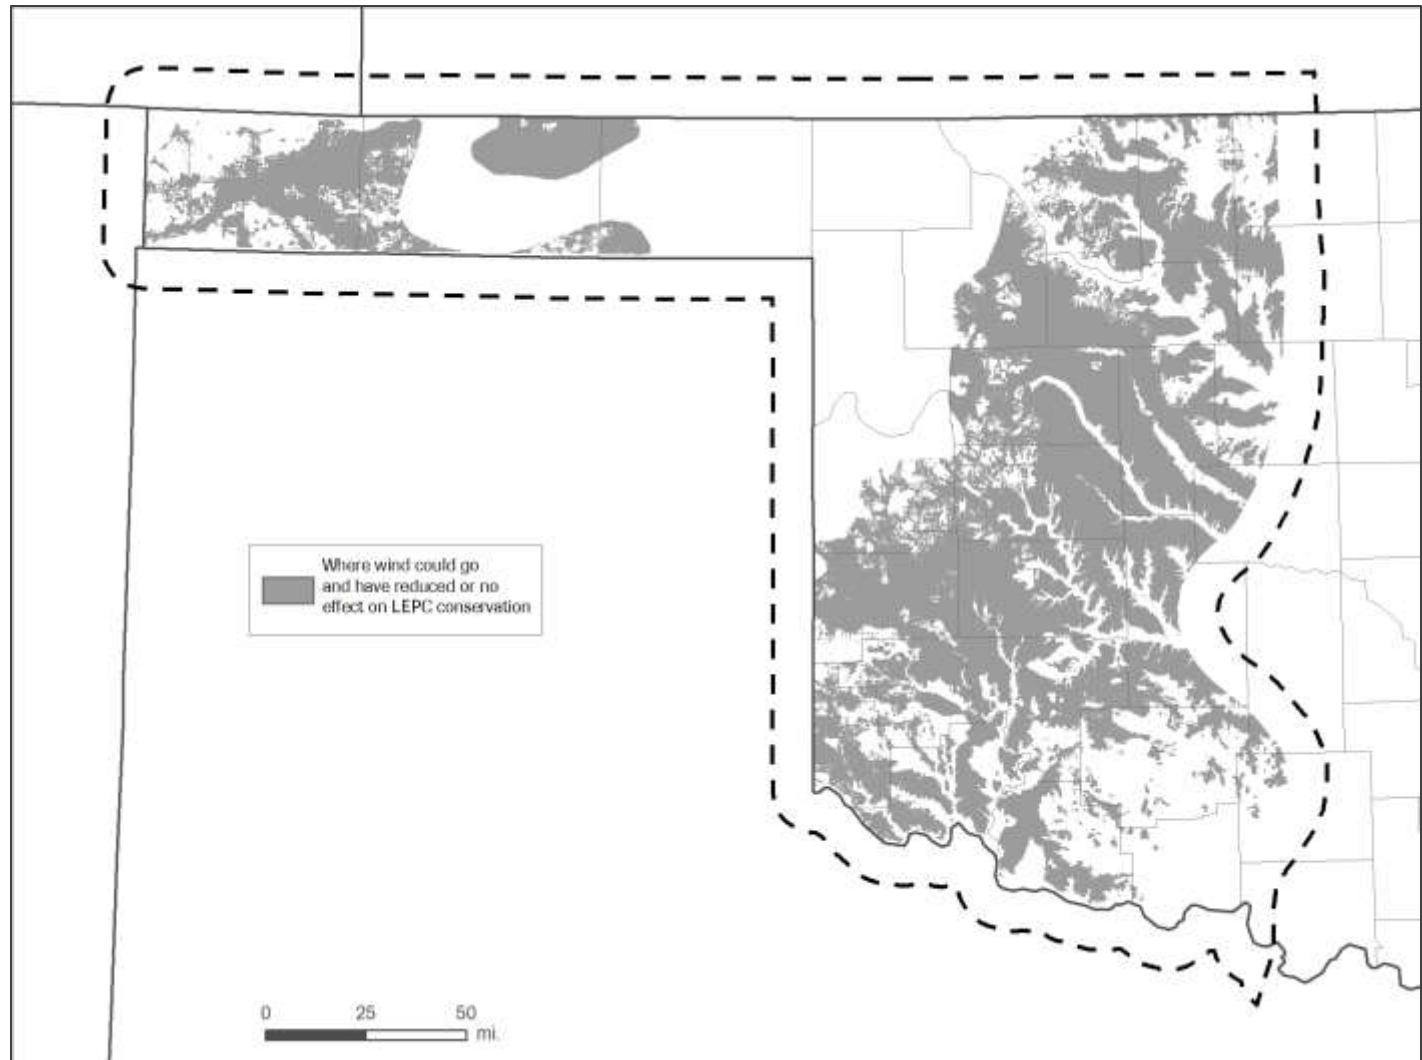 Where wind could go
and have reduced or no
effect on LEPC conservation
0 25 50
mi.